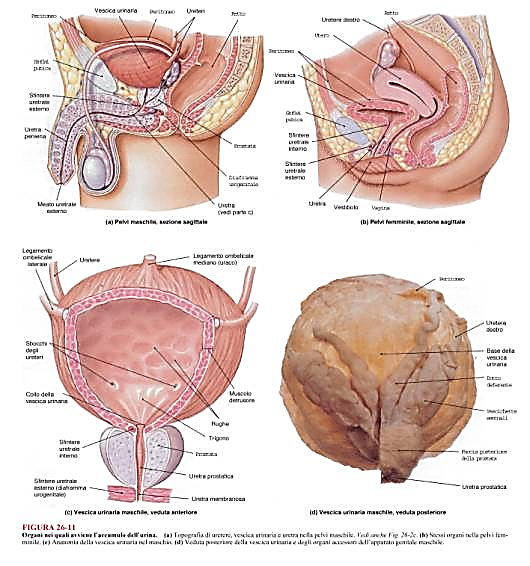 Peritoneo
Vescica urinaria
Peritoneo
Ureteri
Retto
Sinfisi
pubica
Sfintere
uretrale
esterno
Uretra
peniena
Meato uretrale
esterno
Prostata
Diaframma
urogenitale
Uretra
(vedi parte c)
(a) Pelvi maschile, sezione sagittale
Uretere destro
Retto
Utero
Peritoneo
Vescica
urinaria
Sinfisi
pubica
Sfintere
uretrale
interno
Sfintere
uretrale
esterno
Uretra
Vestibolo
Vagina
(b) Pelvi femminile, sezione sagittale
Legamento
ombelicale
laterale
Uretere
Legamento ombelicale
mediano (uraco)
Sbocchi
degli
ureteri
Collo della
vescica urinaria
Sfintere
uretrale
interno
Sfintere uretrale
esterno (diaframma
urogenitale)
Muscolo
detrusore
Rughe
Trigono
Prostata
Uretra prostatica
Uretra membranosa
(c) Vescica urinaria maschile, veduta anteriore
Peritoneo
Uretere
destro
Base della
vescica
urinaria
Dotto
deferente
Vescichette
seminali
Faccia posteriore
della prostata
Uretra prostatica
(d) Vescica urinaria maschile, veduta posteriore
FIGURA 26-11
Organi nei quali avviene l'accumulo dell'urina. (a) Topografia di uretere, vescica urinaria e uretra nella pelvi maschile. Vedi anche Fig. 26-2c. (b) Stessi organi nella pelvi fem-
minile. (c) Anatomia della vescica urinaria nel maschio. (d) Veduta posteriore della vescica urinaria e degli organi accessori dell'apparato genitale maschile.